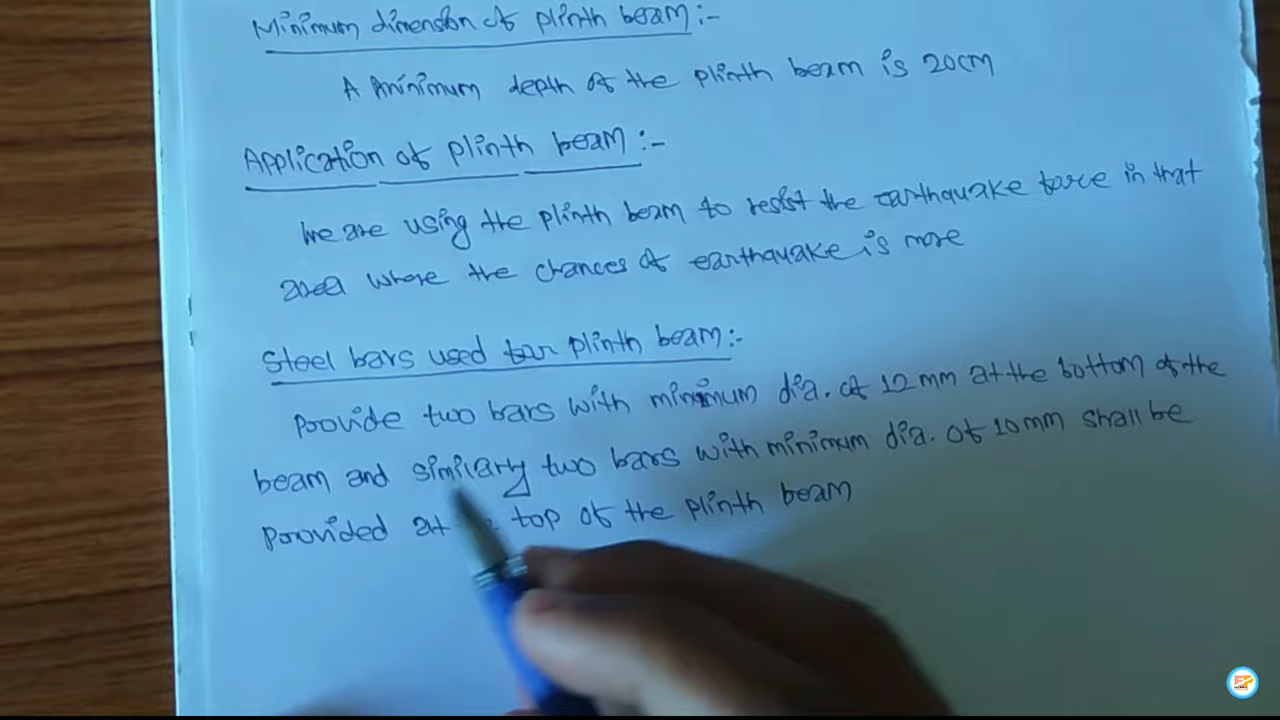 Minimum dimension of plinth beam:-
A minimum depth of the plinth beam is 20cm
Application of plinth beam:-
We are using the plinth beam to resist the earthquake force in that
area where the chances of earthquake is more
Steel bars used for plinth beam:-
Provide two bars with minimum dia. of 12 mm at the bottom of the
beam and similary two bars with minimum dia. of 10 mm shall be
provided at top of the plinth beam